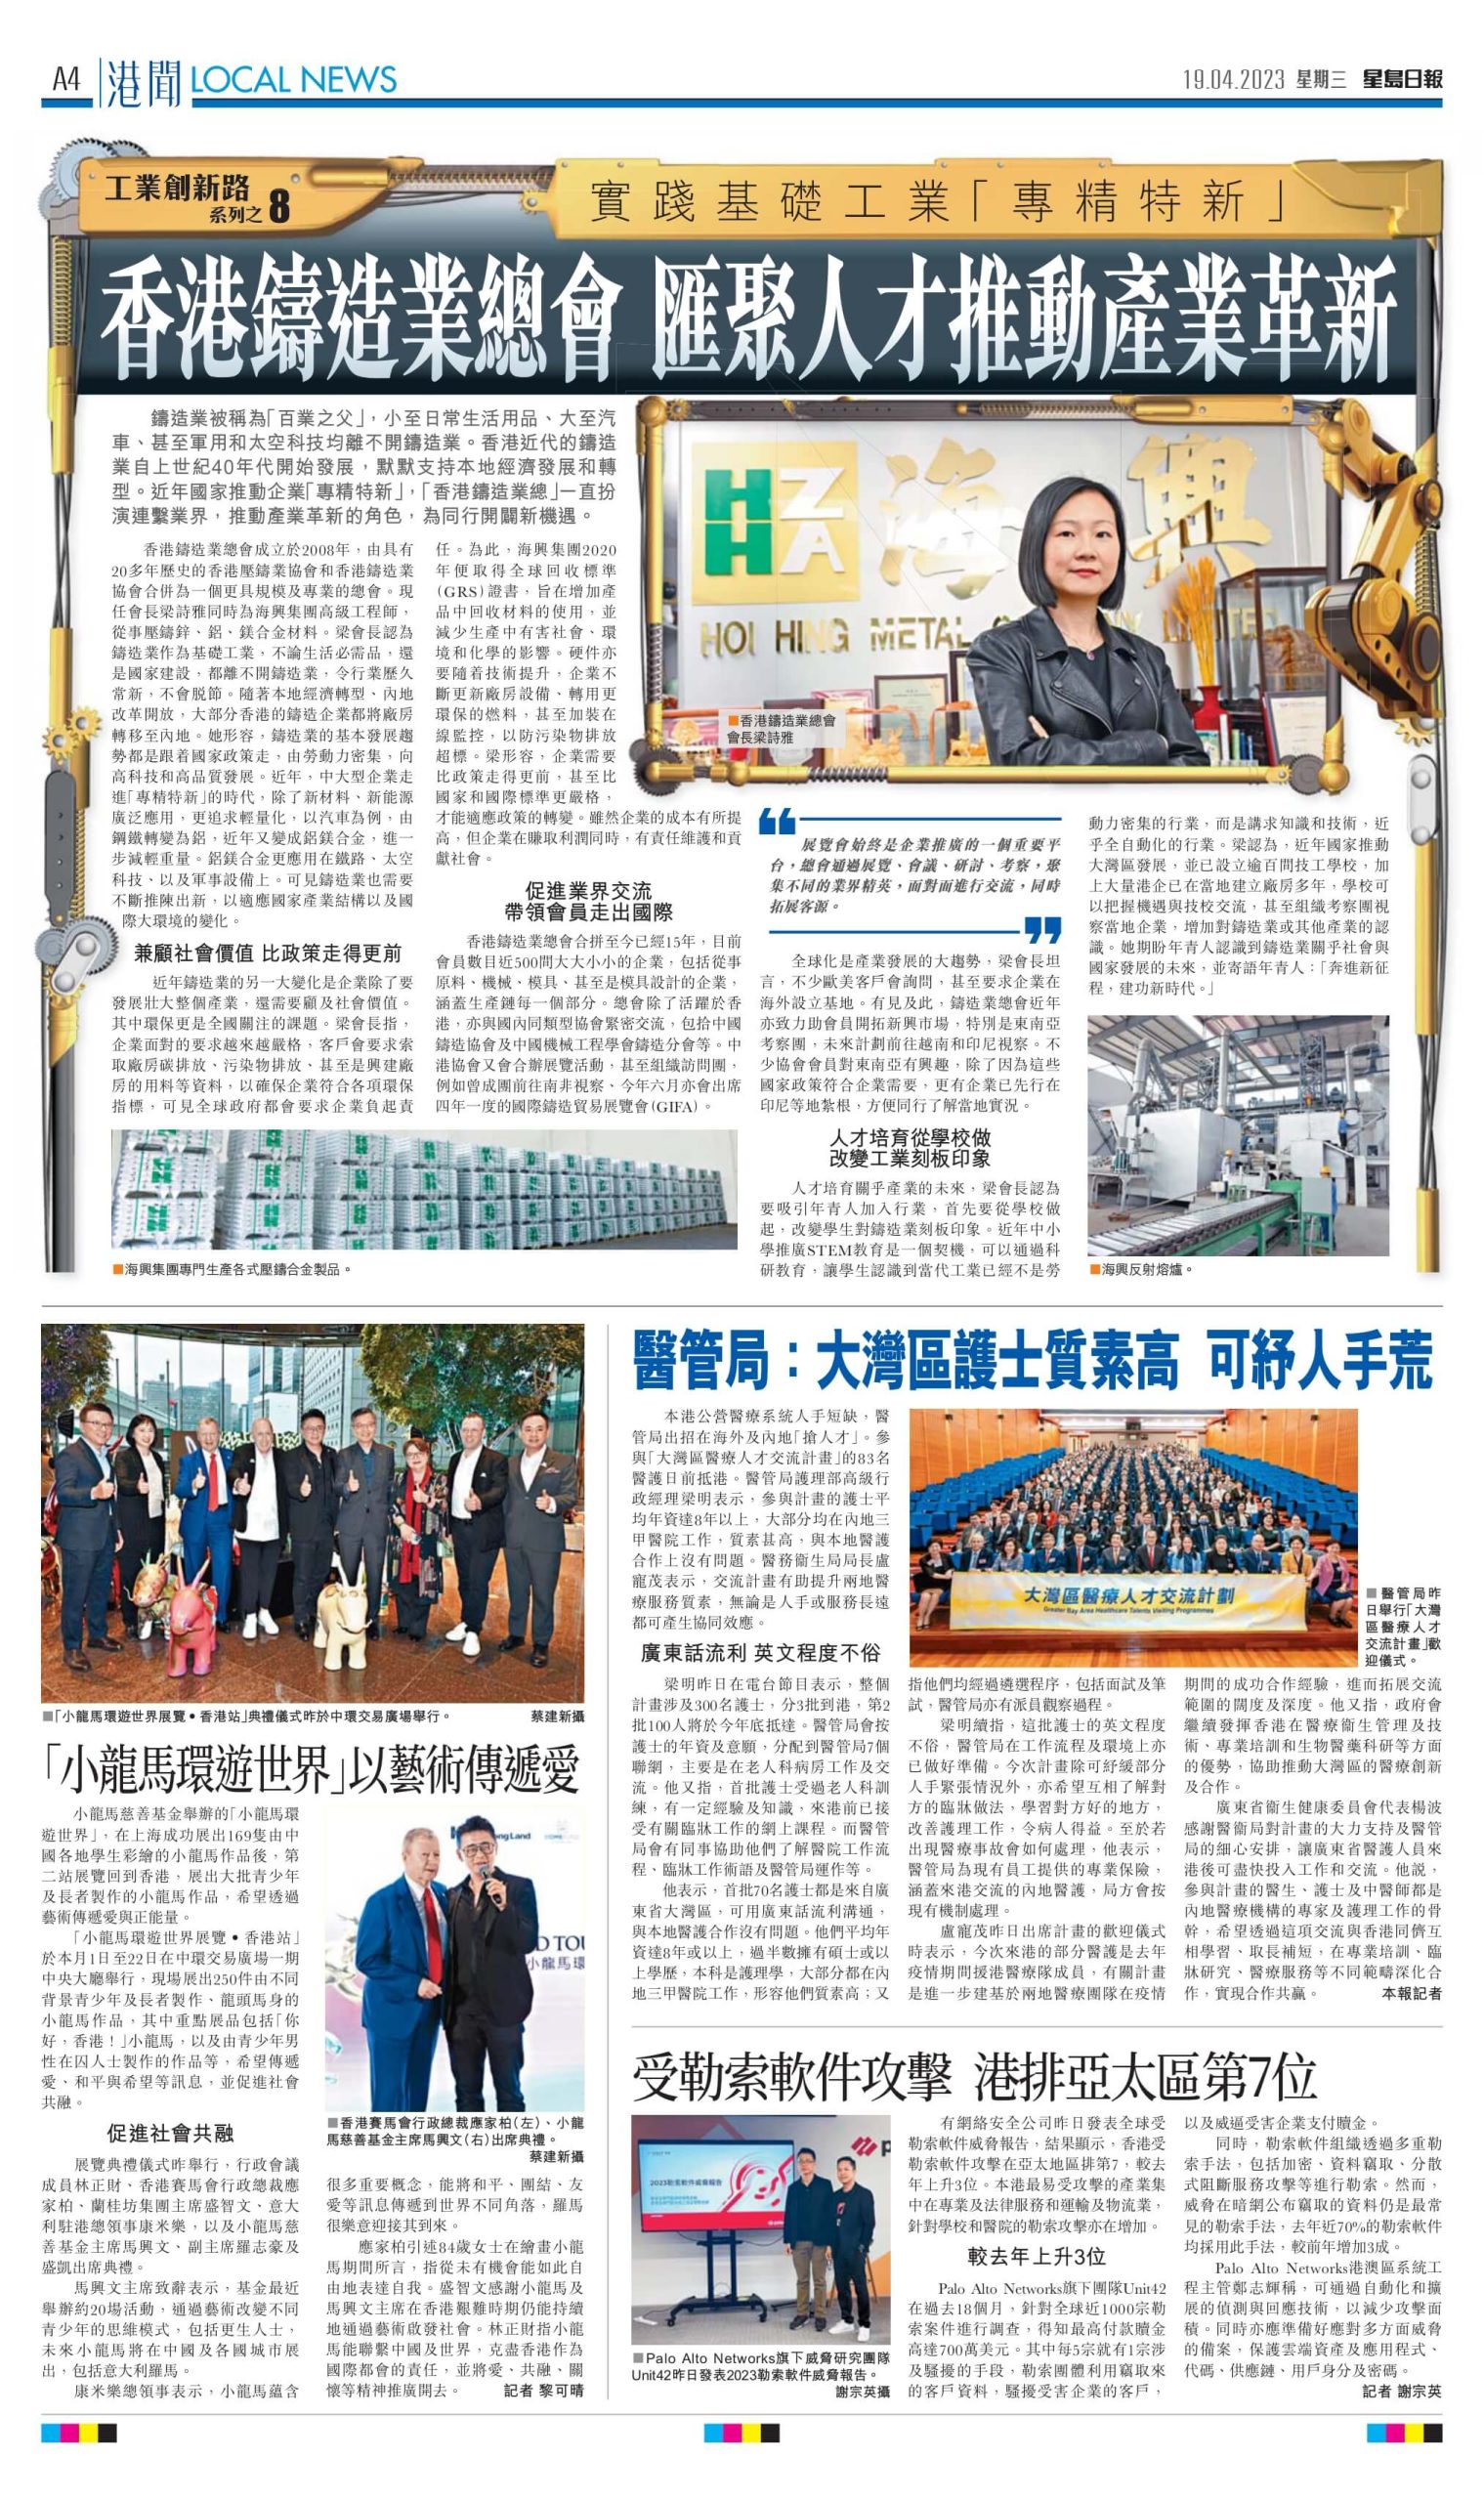 A4 港聞 LOCAL NEWS
19.04.2023 星期三 星島日報
工業創新路
系列之8
實踐基礎工業「專精特新」
香港鑄造業總會 匯聚人才推動產業革新
鑄造業被稱為「百業之父」，小至日常生活用品、大至汽
車、甚至軍用和太空科技均離不開鑄造業。香港近代的鑄造
業自上世紀40年代開始發展，默默支持本地經濟發展和轉
型。近年國家推動企業「專精特新」，「香港鑄造業總」一直扮
演連繫業界，推動產業革新的角色，為同行開闢新機遇。
香港鑄造業總會成立於2008年，由具有
20多年歷史的香港壓鑄業協會和香港鑄造業
協會合併為一個更具規模及專業的總會。現
任會長梁詩雅同時為海興集團高級工程師，
從事壓鑄鋅、鋁、鎂合金材料。梁會長認為
鑄造業作為基礎工業，不論生活必需品，還
是國家建設，都離不開鑄造業，令行業歷久
常新，不會脫節。隨著本地經濟轉型、內地
改革開放，大部分香港的鑄造企業都將廠房
轉移至內地。她形容，鑄造業的基本發展趨
勢都是跟着國家政策走，由勞動力密集，向
高科技和高品質發展。近年，中大型企業走
進「專精特新」的時代，除了新材料、新能源
廣泛應用，更追求輕量化，以汽車為例，由
鋼鐵轉變為鋁，近年又變成鋁鎂合金，進一
步減輕重量。鋁鎂合金更應用在鐵路、太空
科技、以及軍事設備上。可見鑄造業也需要
不斷推陳出新，以適應國家產業結構以及國
際大環境的變化。
兼顧社會價值 比政策走得更前
近年鑄造業的另一大變化是企業除了要
發展壯大整個產業，還需要顧及社會價值。
其中環保更是全國關注的課題。梁會長指，
企業面對的要求越來越嚴格，客戶會要求索
取廠房碳排放、污染物排放、甚至是興建廠
房的用料等資料，以確保企業符合各項環保
指標，可見全球政府都會要求企業負起責
任。為此，海興集團2020
年便取得全球回收標準
(GRS)證書，旨在增加產
品中回收材料的使用，並
減少生產中有害社會、環
境和化學的影響。硬件亦
要隨着技術提升，企業不
斷更新廠房設備、轉用更
環保的燃料，甚至加裝在
線監控，以防污染物排放
超標。梁形容，企業需要
比政策走得更前，甚至比
國家和國際標準更嚴格，
才能適應政策的轉變。雖然企業的成本有所提
高，但企業在賺取利潤同時，有責任維護和貢
獻社會。
促進業界交流
帶領會員走出國際
香港鑄造業總會合拼至今已經15年，目前
會員數目近500間大大小小的企業，包括從事
原料、機械、模具、甚至是模具設計的企業，
涵蓋生產鏈每一個部分。總會除了活躍於香
港，亦與國內同類型協會緊密交流，包拾中國
鑄造協會及中國機械工程學會鑄造分會等。中
港協會又會合辦展覽活動，甚至組織訪問團，
例如曾成團前往南非視察、今年六月亦會出席
四年一度的國際鑄造貿易展覽會(GIFA)。
海興
HZ
HA
HOI HING METAL
■香港鑄造業總會
會長梁詩雅
展覽會始終是企業推廣的一個重要平
台，總會通過展覽、會議、研討、考察，聚
集不同的業界精英，面對面進行交流，同時
拓展客源。
全球化是產業發展的大趨勢，梁會長坦
言，不少歐美客戶會詢問，甚至要求企業在
海外設立基地。有見及此，鑄造業總會近年
亦致力助會員開拓新興市場，特別是東南亞
考察團，未來計劃前往越南和印尼視察。不
少協會會員對東南亞有興趣，除了因為這些
國家政策符合企業需要，更有企業已先行在
印尼等地紮根，方便同行了解當地實況。
人才培育從學校做
改變工業刻板印象
人才培育關乎產業的未來，梁會長認為
要吸引年青人加入行業，首先要從學校做
起，改變學生對鑄造業刻板印象。近年中小
學推廣STEM教育是一個契機，可以通過科
研教育，讓學生認識到當代工業已經不是勞
動力密集的行業，而是講求知識和技術，近
乎全自動化的行業。梁認為，近年國家推動
大灣區發展，並已設立逾百間技工學校，加
上大量港企已在當地建立廠房多年，學校可
以把握機遇與技校交流，甚至組織考察團視
察當地企業，增加對鑄造業或其他產業的認
識。她期盼年青人認識到鑄造業關乎社會與
國家發展的未來，並寄語年青人：「奔進新征
程，建功新時代。」
■海興集團專門生產各式壓鑄合金製品。
■海興反射熔爐。
■「小龍馬環遊世界展覽•香港站」典禮儀式昨於中環交易廣場舉行。 蔡建新攝
「小龍馬環遊世界」以藝術傳遞愛
小龍馬慈善基金舉辦的「小龍馬環
遊世界」，在上海成功展出169隻由中
國各地學生彩繪的小龍馬作品後，第
二站展覽回到香港，展出大批青少年
及長者製作的小龍馬作品，希望透過
藝術傳遞愛與正能量。
「小龍馬環遊世界展覽•香港站」
於本月1日至22日在中環交易廣場一期
中央大廳舉行，現場展出250件由不同
背景青少年及長者製作、龍頭馬身的
小龍馬作品，其中重點展品包括「你
好，香港！」小龍馬，以及由青少年男
性在囚人士製作的作品等，希望傳遞
愛、和平與希望等訊息，並促進社會
共融。
促進社會共融
展覽典禮儀式昨舉行，行政會議
成員林正財、香港賽馬會行政總裁應
家柏、蘭桂坊集團主席盛智文、意大
利駐港總領事康米樂，以及小龍馬慈
善基金主席馬興文、副主席羅志豪及
盛凱出席典禮。
馬興文主席致辭表示，基金最近
舉辦約20場活動，通過藝術改變不同
青少年的思維模式，包括更生人士，
未來小龍馬將在中國及各國城市展
出，包括意大利羅馬。
康米樂總領事表示，小龍馬蘊含
■香港賽馬會行政總裁應家柏(左)、小龍
馬慈善基金主席馬興文(右)出席典禮。
蔡建新攝
很多重要概念，能將和平、團結、友
愛等訊息傳遞到世界不同角落，羅馬
很樂意迎接其到來。
應家柏引述84歲女士在繪畫小龍
馬期間所言，指從未有機會能如此自
由地表達自我。盛智文感謝小龍馬及
馬興文主席在香港艱難時期仍能持續
地通過藝術啟發社會。林正財指小龍
馬能聯繫中國及世界，克盡香港作為
國際都會的責任，並將愛、共融、關
懷等精神推廣開去。 記者 黎可晴
醫管局：大灣區護士質素高 可紓人手荒
本港公營醫療系統人手短缺，醫
管局出招在海外及內地「搶人才」。參
與「大灣區醫療人才交流計畫」的83名
醫護日前抵港。醫管局護理部高級行
政經理梁明表示，參與計畫的護士平
均年資達8年以上，大部分均在內地三
甲醫院工作，質素甚高，與本地醫護
合作上沒有問題。醫務衞生局局長盧
寵茂表示，交流計畫有助提升兩地醫
療服務質素，無論是人手或服務長遠
都可產生協同效應。
廣東話流利 英文程度不俗
梁明昨日在電台節目表示，整個
計畫涉及300名護士，分3批到港，第2
批100人將於今年底抵達。醫管局會按
護士的年資及意願，分配到醫管局7個
聯網，主要是在老人科病房工作及交
流。他又指，首批護士受過老人科訓
練，有一定經驗及知識，來港前已接
受有關臨牀工作的網上課程。而醫管
局會有同事協助他們了解醫院工作流
程、臨牀工作術語及醫管局運作等。
他表示，首批70名護士都是來自廣
東省大灣區，可用廣東話流利溝通，
與本地醫護合作沒有問題。他們平均年
資達8年或以上，過半數擁有碩士或以
上學歷，本科是護理學，大部分都在內
地三甲醫院工作，形容他們質素高；又
大灣區醫療人才交流計劃
Greater Bay Area Healthcare Talents Visiting Programmes
■醫管局昨
日舉行「大灣
區醫療人才
交流計畫」歡
迎儀式。
指他們均經過遴選程序，包括面試及筆
試，醫管局亦有派員觀察過程。
梁明續指，這批護士的英文程度
不俗，醫管局在工作流程及環境上亦
已做好準備。今次計畫除可紓緩部分
人手緊張情況外，亦希望互相了解對
方的臨牀做法，學習對方好的地方，
改善護理工作，令病人得益。至於若
出現醫療事故會如何處理，他表示，
醫管局為現有員工提供的專業保險，
涵蓋來港交流的內地醫護，局方會按
現有機制處理。
盧寵茂昨日出席計畫的歡迎儀式
時表示，今次來港的部分醫護是去年
疫情期間援港醫療隊成員，有關計畫
是進一步建基於兩地醫療團隊在疫情
期間的成功合作經驗，進而拓展交流
範圍的闊度及深度。他又指，政府會
繼續發揮香港在醫療衞生管理及技
術、專業培訓和生物醫藥科研等方面
的優勢，協助推動大灣區的醫療創新
及合作。
廣東省衞生健康委員會代表楊波
感謝醫衞局對計畫的大力支持及醫管
局的細心安排，讓廣東省醫護人員來
港後可盡快投入工作和交流。他說，
參與計畫的醫生、護士及中醫師都是
內地醫療機構的專家及護理工作的骨
幹，希望透過這項交流與香港同儕互
相學習、取長補短，在專業培訓、臨
牀研究、醫療服務等不同範疇深化合
作，實現合作共贏。 本報記者
受勒索軟件攻擊 港排亞太區第7位
2023勒索軟件威脅報告
■Palo Alto Networks旗下威脅研究團隊
Unit42昨日發表2023勒索軟件威脅報告。
謝宗英攝
有網絡安全公司昨日發表全球受
勒索軟件威脅報告，結果顯示，香港受
勒索軟件攻擊在亞太地區排第7，較去
年上升3位。本港最易受攻擊的產業集
中在專業及法律服務和運輸及物流業，
針對學校和醫院的勒索攻擊亦在增加。
較去年上升3位
Palo Alto Networks旗下團隊Unit42
在過去18個月，針對全球近1000宗勒
索案件進行調查，得知最高付款贖金
高達700萬美元。其中每5宗就有1宗涉
及騷擾的手段，勒索團體利用竊取來
的客戶資料，騷擾受害企業的客戶，
以及威逼受害企業支付贖金。
同時，勒索軟件組織透過多重勒
索手法，包括加密、資料竊取、分散
式阻斷服務攻擊等進行勒索。然而，
威脅在暗網公布竊取的資料仍是最常
見的勒索手法，去年近70%的勒索軟件
均採用此手法，較前年增加3成。
Palo Alto Networks港澳區系統工
程主管鄭志輝稱，可通過自動化和擴
展的偵測與回應技術，以減少攻擊面
積。同時亦應準備好應對多方面威脅
的備案，保護雲端資產及應用程式、
代碼、供應鏈、用戶身分及密碼。
記者 謝宗英